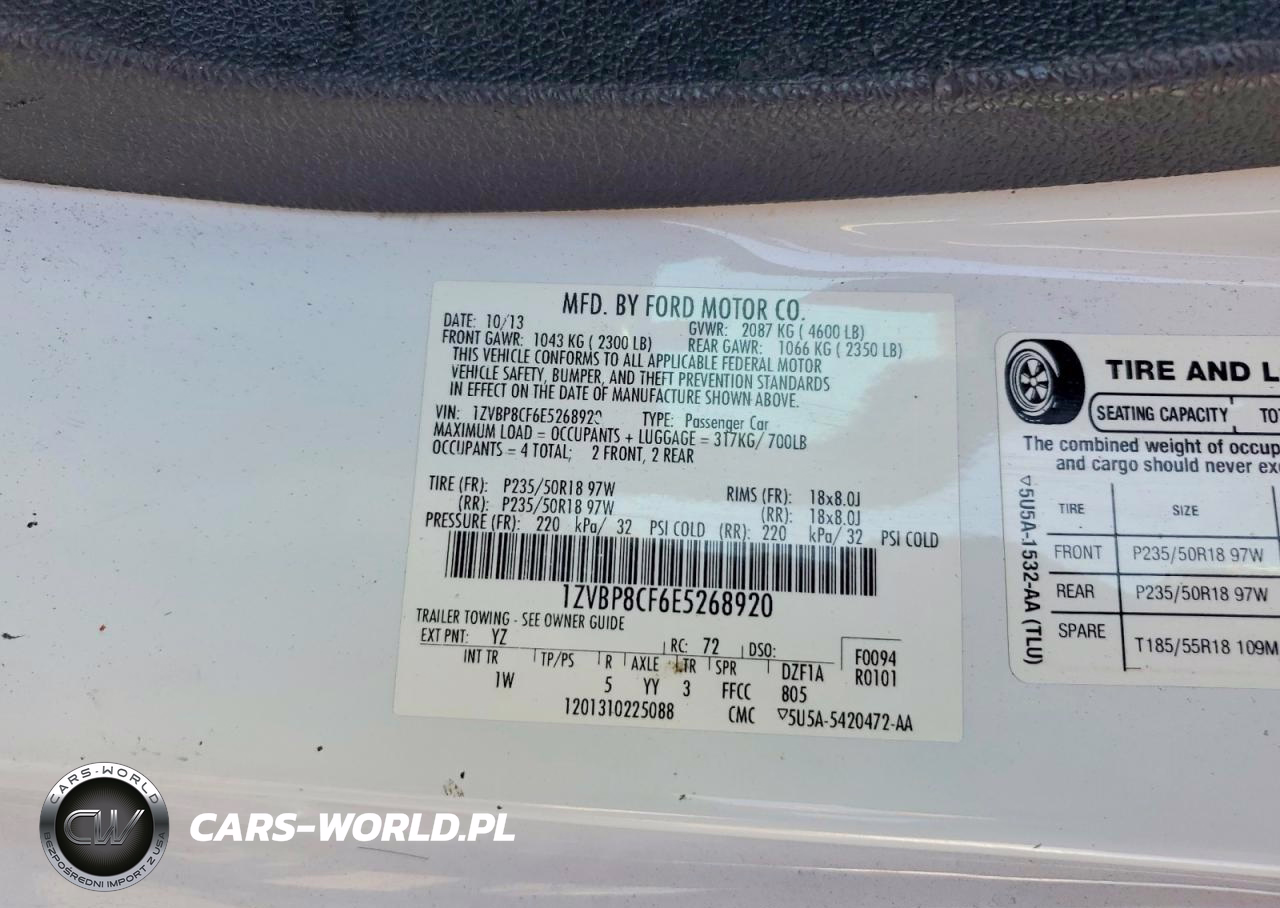 MFD. BY FORD MOTOR CO.
DATE: 10/13 GVWR: 2087 KG ( 4600 LB)
FRONT GAWR: 1043 KG ( 2300 LB) REAR GAWR: 1066 KG ( 2350 LB)
THIS VEHICLE CONFORMS TO ALL APPLICABLE FEDERAL MOTOR
VEHICLE SAFETY, BUMPER, AND THEFT PREVENTION STANDARDS
IN EFFECT ON THE DATE OF MANUFACTURE SHOWN ABOVE.
VIN: 1ZVBP8CF6E5268920 TYPE: Passenger Car
MAXIMUM LOAD = OCCUPANTS + LUGGAGE = 317KG/ 700LB
OCCUPANTS = 4 TOTAL; 2 FRONT, 2 REAR
TIRE (FR): P235/50R18 97W RIMS (FR): 18x8.0J
(RR): P235/50R18 97W (RR): 18x8.0J
PRESSURE (FR): 220 kPa/ 32 PSI COLD (RR): 220 kPa/ 32 PSI COLD
1ZVBP8CF6E5268920
TRAILER TOWING - SEE OWNER GUIDE
EXT PNT: YZ RC: 72 DSO: F0094
INT TR TP/PS R AXLE TR SPR DZF1A R0101
1W 5 YY 3 FFCC 805
1201310225088 CMC ▽5U5A-5420472-AA
TIRE AND L
SEATING CAPACITY TO
The combined weight of occup
and cargo should never exc
TIRE SIZE
FRONT P235/50R18 97W
REAR P235/50R18 97W
SPARE T185/55R18 109M
▽5U5A-1532-AA (TLU)
CARS-WORLD
CW
BEZPOŚREDNI IMPORT Z USA
CARS-WORLD.PL